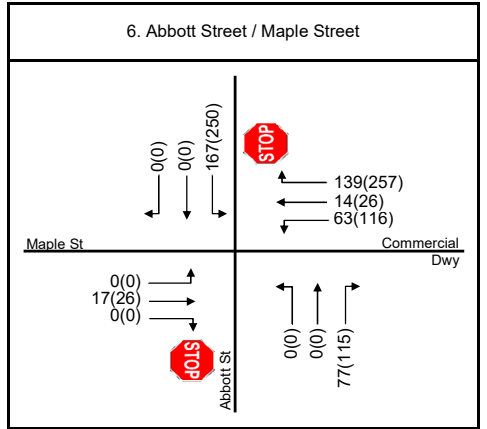 6. Abbott Street / Maple Street
0(0)
0(0)
167(250)
STOP
139(257)
14(26)
63(116)
Maple St
Commercial
Dwy
0(0)
17(26)
0(0)
STOP
Abbott St
0(0)
0(0)
77(115)